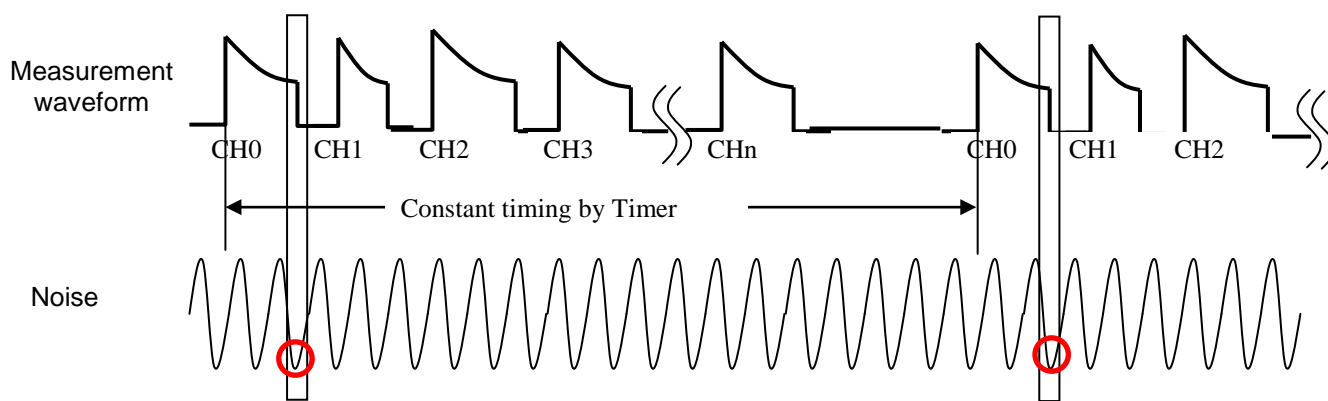 Measurement
waveform
CH0 CH1 CH2 CH3 CHn CH0 CH1 CH2
Constant timing by Timer
Noise